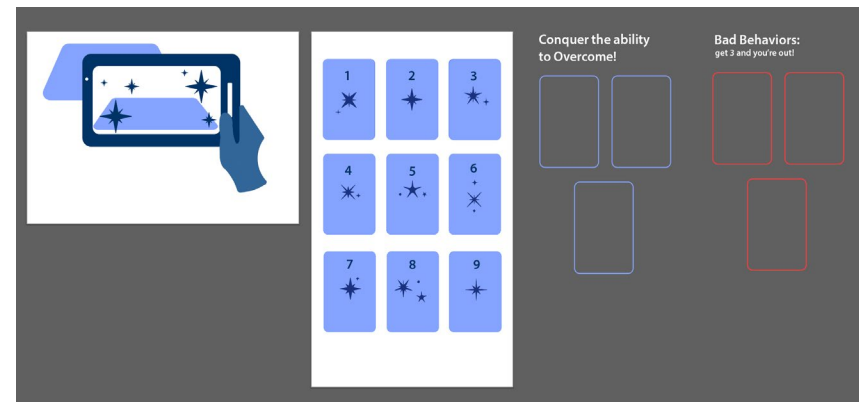 1
2
3
4
5
6
7
8
9
Conquer the ability
to Overcome!
Bad Behaviors:
get 3 and you're out!